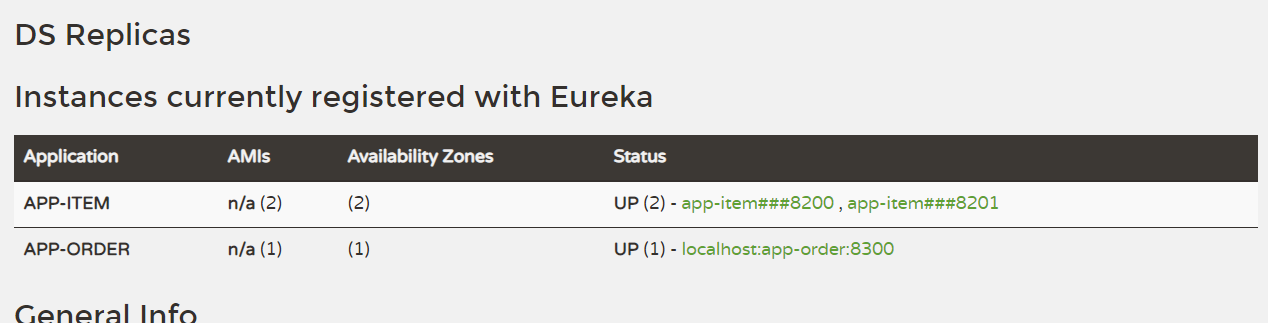 DS Replicas
Instances currently registered with Eureka
Application AMIs Availability Zones Status
APP-ITEM n/a (2) (2) UP (2) - app-item###8200 , app-item###8201
APP-ORDER n/a (1) (1) UP (1) - localhost:app-order:8300
General Info